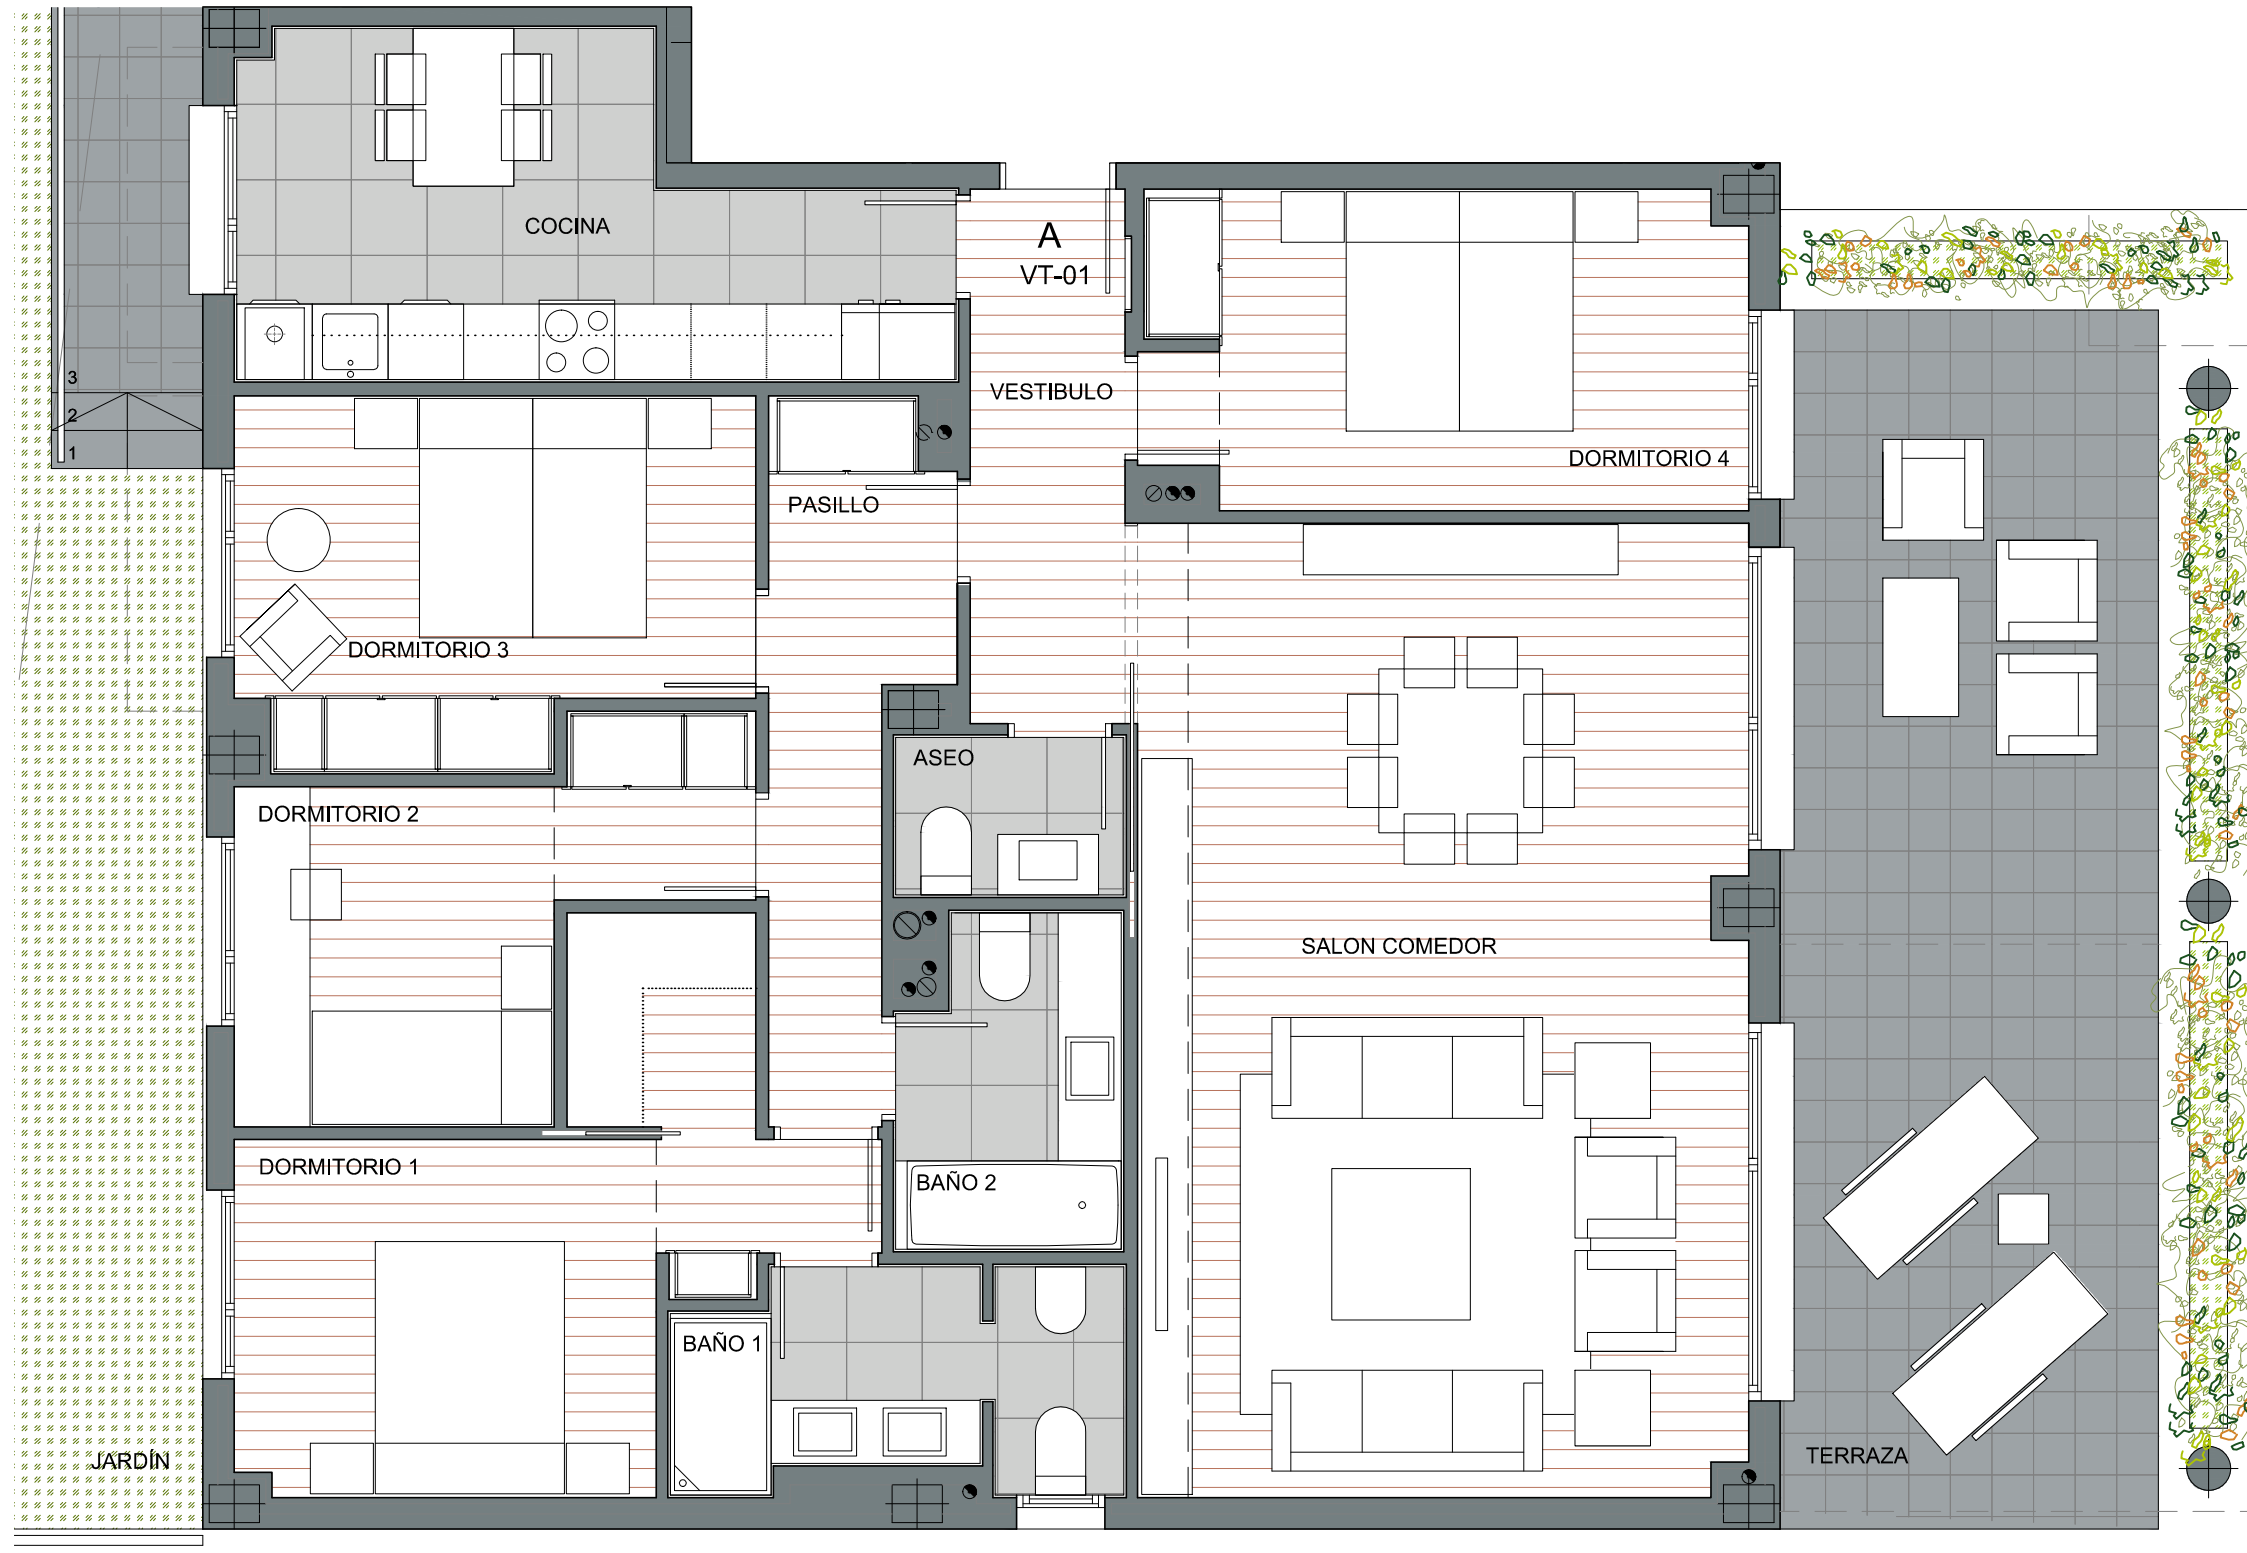 COCINA
A
VT-01
3
2
1
VESTIBULO
DORMITORIO 4
PASILLO
DORMITORIO 3
ASEO
DORMITORIO 2
SALON COMEDOR
DORMITORIO 1
BAÑO 2
BAÑO 1
JARDÍN
TERRAZA